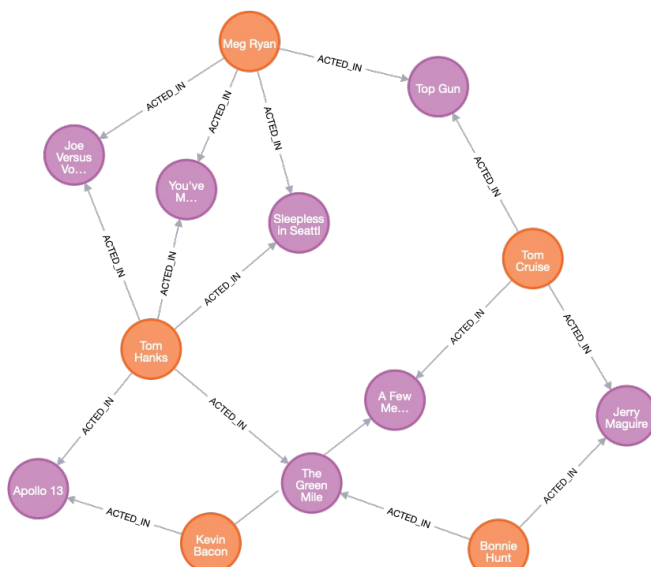 Meg Ryan
ACTED_IN
Top Gun
ACTED_IN
ACTED_IN
ACTED_IN
Joe
Versus
Vo...
You've
M...
Sleepless
in Seattl
ACTED_IN
ACTED_IN
ACTED_IN
ACTED_IN
Tom
Cruise
Tom
Hanks
ACTED_IN
ACTED_IN
A Few
Me...
Jerry
Maguire
ACTED_IN
ACTED_IN
Apollo 13
The
Green
Mile
ACTED_IN
ACTED_IN
ACTED_IN
Kevin
Bacon
Bonnie
Hunt